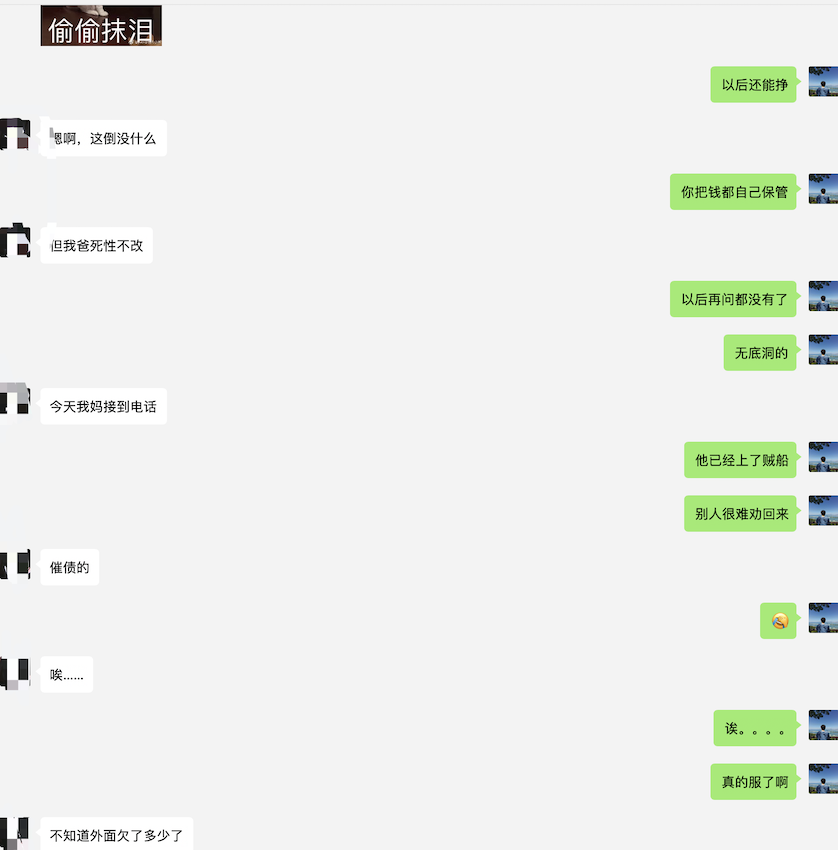 偷偷抹泪
以后还能挣
嗯啊，这倒没什么
你把钱都自己保管
但我爸死性不改
以后再问都没有了
无底洞的
今天我妈接到电话
他已经上了贼船
别人很难劝回来
催债的
唉......
诶。。。。
真的服了啊
不知道外面欠了多少了